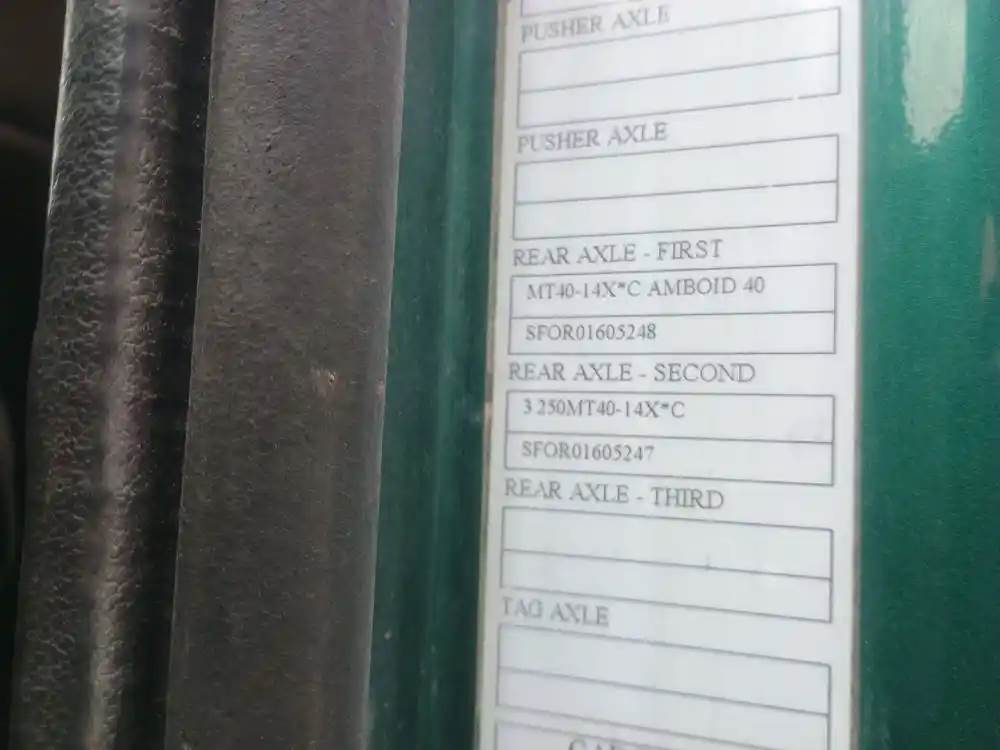 PUSHER AXLE
PUSHER AXLE
REAR AXLE - FIRST
MT40-14X*C AMBOID 40
SFOR01605248
REAR AXLE - SECOND
3 250MT40-14X*C
SFOR01605247
REAR AXLE - THIRD
TAG AXLE